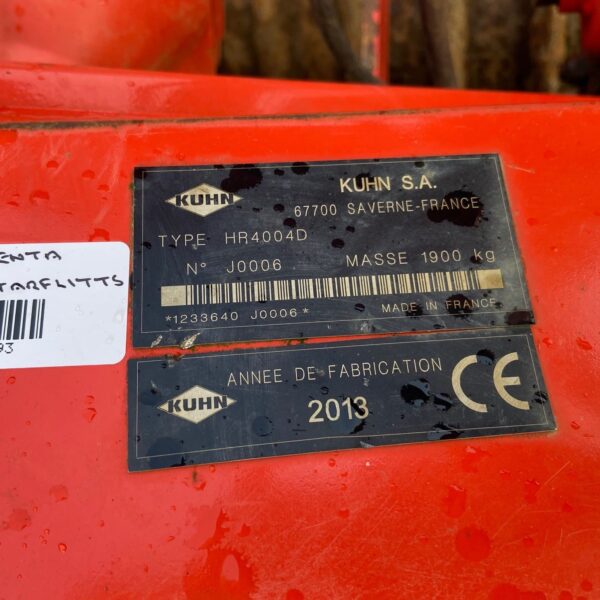 KUHN
KUHN S.A.
67700 SAVERNE-FRANCE
TYPE HR4004D
N° J0006 MASSE 1900 kg
*1233640 J0006*
MADE IN FRANCE
KUHN
ANNEE DE FABRICATION
2013
CE